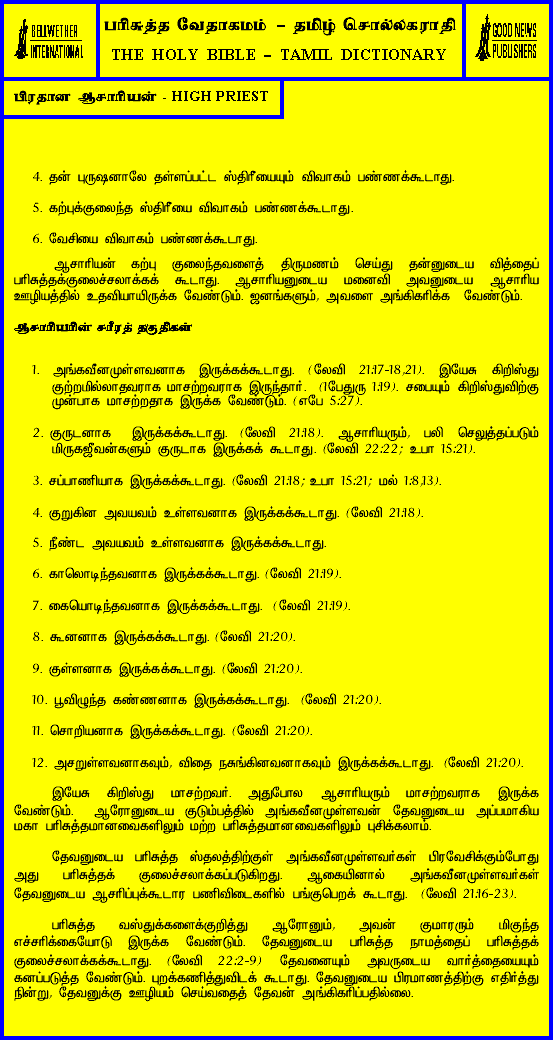 BELLWETHER
INTERNATIONAL
பரிசுத்த வேதாகமம் – தமிழ் சொல்லகராதி
THE HOLY BIBLE – TAMIL DICTIONARY
GOOD NEWS
PUBLISHERS
பிரதான ஆசாரியன் - HIGH PRIEST
4. தன் புருஷனாலே தள்ளப்பட்ட ஸ்திரீயையும் விவாகம் பண்ணக்கூடாது.
5. கற்புக்குலைந்த ஸ்திரீயை விவாகம் பண்ணக்கூடாது.
6. வேசியை விவாகம் பண்ணக்கூடாது.
ஆசாரியன் கற்பு குலைந்தவளைத் திருமணம் செய்து தன்னுடைய வித்தைப்
பரிசுத்தக்குலைச்சலாக்கக் கூடாது. ஆசாரியனுடைய மனைவி அவனுடைய ஆசாரிய
ஊழியத்தில் உதவியாயிருக்க வேண்டும். ஜனங்களும், அவளை அங்கிகரிக்க வேண்டும்.
ஆசாரியரின் சரீரத் தகுதிகள்
1. அங்கவீனமுள்ளவனாக இருக்கக்கூடாது. (லேவி 21:17-18,21). இயேசு கிறிஸ்து
குற்றமில்லாதவராக மாசற்றவராக இருந்தார். (1பேதுரு 1:19). சபையும் கிறிஸ்துவிற்கு
முன்பாக மாசற்றதாக இருக்க வேண்டும். (எபே 5:27).
2. குருடனாக இருக்கக்கூடாது. (லேவி 21:18). ஆசாரியரும், பலி செலுத்தப்படும்
மிருகஜீவன்களும் குருடாக இருக்கக் கூடாது. (லேவி 22:22; உபா 15:21).
3. சப்பாணியாக இருக்கக்கூடாது. (லேவி 21:18; உபா 15:21; மல் 1:8,13).
4. குறுகின அவயவம் உள்ளவனாக இருக்கக்கூடாது. (லேவி 21:18).
5. நீண்ட அவயவம் உள்ளவனாக இருக்கக்கூடாது.
6. காலொடிந்தவனாக இருக்கக்கூடாது. (லேவி 21:19).
7. கையொடிந்தவனாக இருக்கக்கூடாது. (லேவி 21:19).
8. கூனனாக இருக்கக்கூடாது. (லேவி 21:20).
9. குள்ளனாக இருக்கக்கூடாது. (லேவி 21:20).
10. பூவிழுந்த கண்ணனாக இருக்கக்கூடாது. (லேவி 21:20).
11. சொறியனாக இருக்கக்கூடாது. (லேவி 21:20).
12. அசறுள்ளவனாகவும், விதை நசுங்கினவனாகவும் இருக்கக்கூடாது. (லேவி 21:20).
இயேசு கிறிஸ்து மாசற்றவர். அதுபோல ஆசாரியரும் மாசற்றவராக இருக்க
வேண்டும். ஆரோனுடைய குடும்பத்தில் அங்கவீனமுள்ளவன் தேவனுடைய அப்பமாகிய
மகா பரிசுத்தமானவைகளிலும் மற்ற பரிசுத்தமானவைகளிலும் புசிக்கலாம்.
தேவனுடைய பரிசுத்த ஸ்தலத்திற்குள் அங்கவீனமுள்ளவர்கள் பிரவேசிக்கும்போது
அது பரிசுத்தக் குலைச்சலாக்கப்படுகிறது. ஆகையினால் அங்கவீனமுள்ளவர்கள்
தேவனுடைய ஆசரிப்புக்கூடார பணிவிடைகளில் பங்குபெறக் கூடாது. (லேவி 21:16-23).
பரிசுத்த வஸ்துக்களைக்குறித்து ஆரோனும், அவன் குமாரரும் மிகுந்த
எச்சரிக்கையோடு இருக்க வேண்டும். தேவனுடைய பரிசுத்த நாமத்தைப் பரிசுத்தக்
குலைச்சலாக்கக்கூடாது. (லேவி 22:2-9) தேவனையும் அவருடைய வார்த்தையையும்
கனப்படுத்த வேண்டும். புறக்கணித்துவிடக் கூடாது. தேவனுடைய பிரமாணத்திற்கு எதிர்த்து
நின்று, தேவனுக்கு ஊழியம் செய்வதைத் தேவன் அங்கிகரிப்பதில்லை.